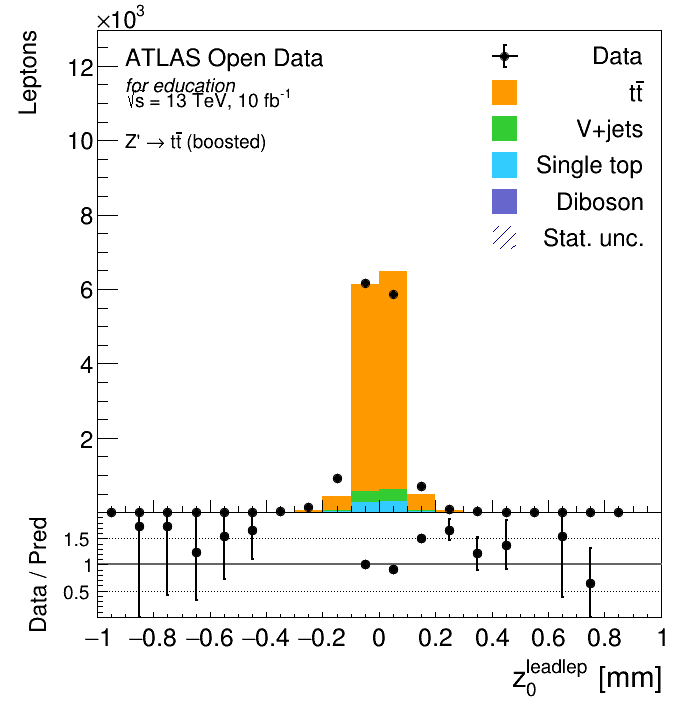 ×10³
Leptons
12
10
8
6
4
2
ATLAS Open Data
for education
√s = 13 TeV, 10 fb⁻¹
Z' → tt̄ (boosted)
Data
tt̄
V+jets
Single top
Diboson
Stat. unc.
Data / Pred
1.5
1
0.5
−1 −0.8 −0.6 −0.4 −0.2 0 0.2 0.4 0.6 0.8 1
z₀^leadlep [mm]